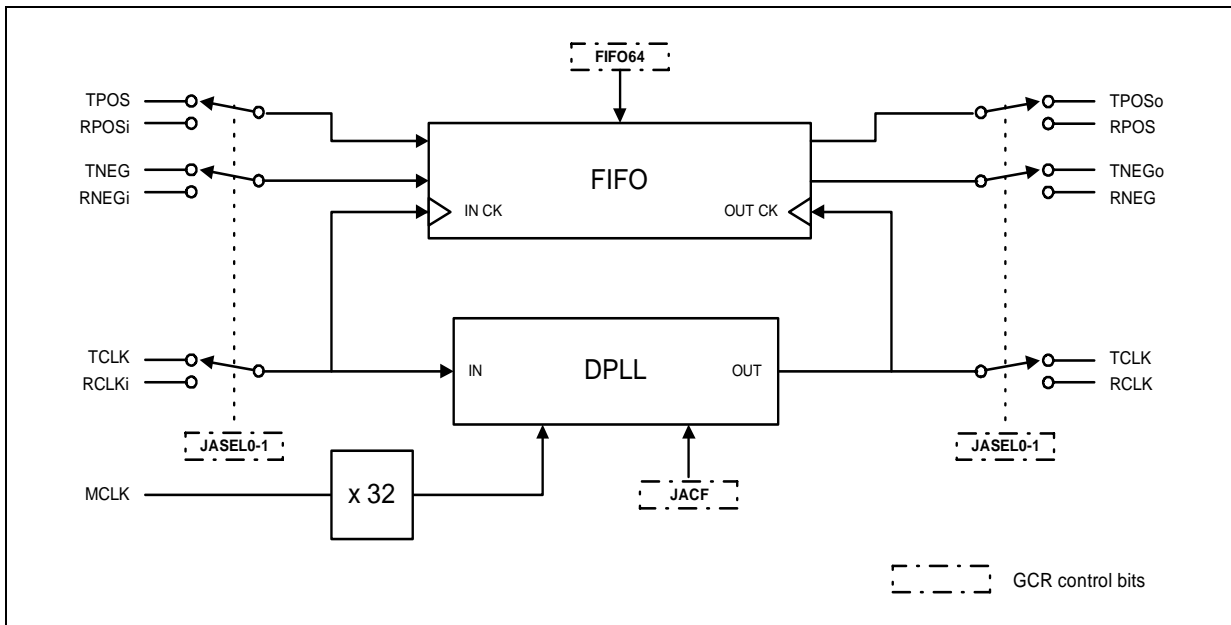 FIFO64
TPOS
RPOSi
TNEG
RNEGi
FIFO
IN CK
OUT CK
TPOSo
RPOS
TNEGo
RNEG
TCLK
RCLKi
IN
DPLL
OUT
TCLK
RCLK
JASEL0-1
JASEL0-1
MCLK
x 32
JACF
GCR control bits